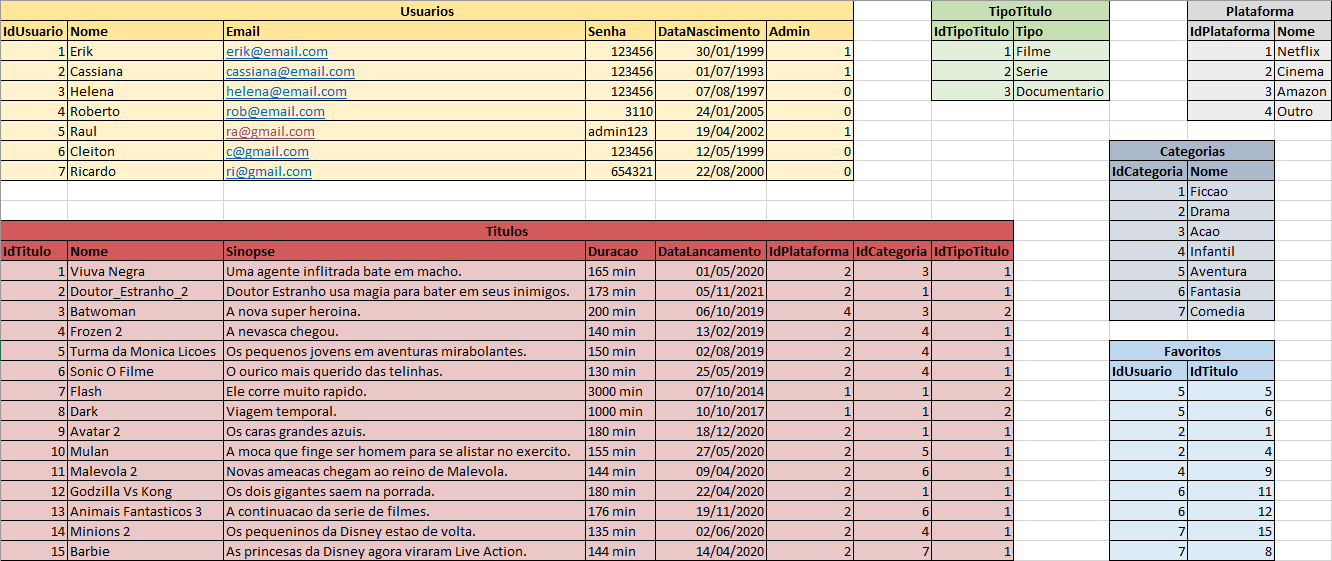 Usuarios
IdUsuario Nome Email Senha DataNascimento Admin
1 Erik erik@email.com 123456 30/01/1999 1
2 Cassiana cassiana@email.com 123456 01/07/1993 1
3 Helena helena@email.com 123456 07/08/1997 0
4 Roberto rob@email.com 3110 24/01/2005 0
5 Raul ra@gmail.com admin123 19/04/2002 1
6 Cleiton c@gmail.com 123456 12/05/1999 0
7 Ricardo ri@gmail.com 654321 22/08/2000 0
TipoTitulo
IdTipoTitulo Tipo
1 Filme
2 Serie
3 Documentario
Plataforma
IdPlataforma Nome
1 Netflix
2 Cinema
3 Amazon
4 Outro
Categorias
IdCategoria Nome
1 Ficcao
2 Drama
3 Acao
4 Infantil
5 Aventura
6 Fantasia
7 Comedia
Titulos
IdTitulo Nome Sinopse Duracao DataLancamento IdPlataforma IdCategoria IdTipoTitulo
1 Viuva Negra Uma agente inflitrada bate em macho. 165 min 01/05/2020 2 3 1
2 Doutor_Estranho_2 Doutor Estranho usa magia para bater em seus inimigos. 173 min 05/11/2021 2 1 1
3 Batwoman A nova super heroina. 200 min 06/10/2019 4 3 2
4 Frozen 2 A nevasca chegou. 140 min 13/02/2019 2 4 1
5 Turma da Monica Licoes Os pequenos jovens em aventuras mirabolantes. 150 min 02/08/2019 2 4 1
6 Sonic O Filme O ourico mais querido das telinhas. 130 min 25/05/2019 2 4 1
7 Flash Ele corre muito rapido. 3000 min 07/10/2014 1 1 2
8 Dark Viagem temporal. 1000 min 10/10/2017 1 1 2
9 Avatar 2 Os caras grandes azuis. 180 min 18/12/2020 2 1 1
10 Mulan A moca que finge ser homem para se alistar no exercito. 155 min 27/05/2020 2 5 1
11 Malevola 2 Novas ameacas chegam ao reino de Malevola. 144 min 09/04/2020 2 6 1
12 Godzilla Vs Kong Os dois gigantes saem na porrada. 180 min 22/04/2020 2 1 1
13 Animais Fantasticos 3 A continuacao da serie de filmes. 176 min 19/11/2020 2 6 1
14 Minions 2 Os pequeninos da Disney estao de volta. 135 min 02/06/2020 2 4 1
15 Barbie As princesas da Disney agora viraram Live Action. 144 min 14/04/2020 2 7 1
Favoritos
IdUsuario IdTitulo
5 5
5 6
2 1
2 4
4 9
6 11
6 12
7 15
7 8